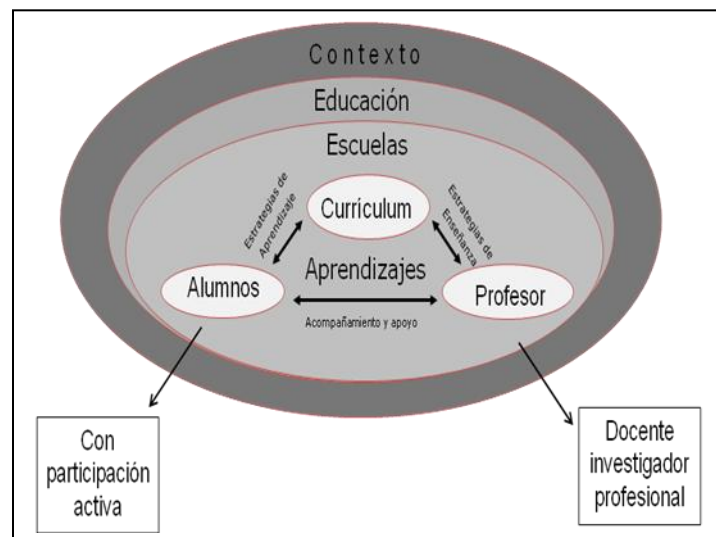 Contexto
Educación
Escuelas
Estrategias de
Aprendizaje
Currículum
Estrategias de
Enseñanza
Aprendizajes
Alumnos
Profesor
Acompañamiento y apoyo
Con
participación
activa
Docente
investigador
profesional